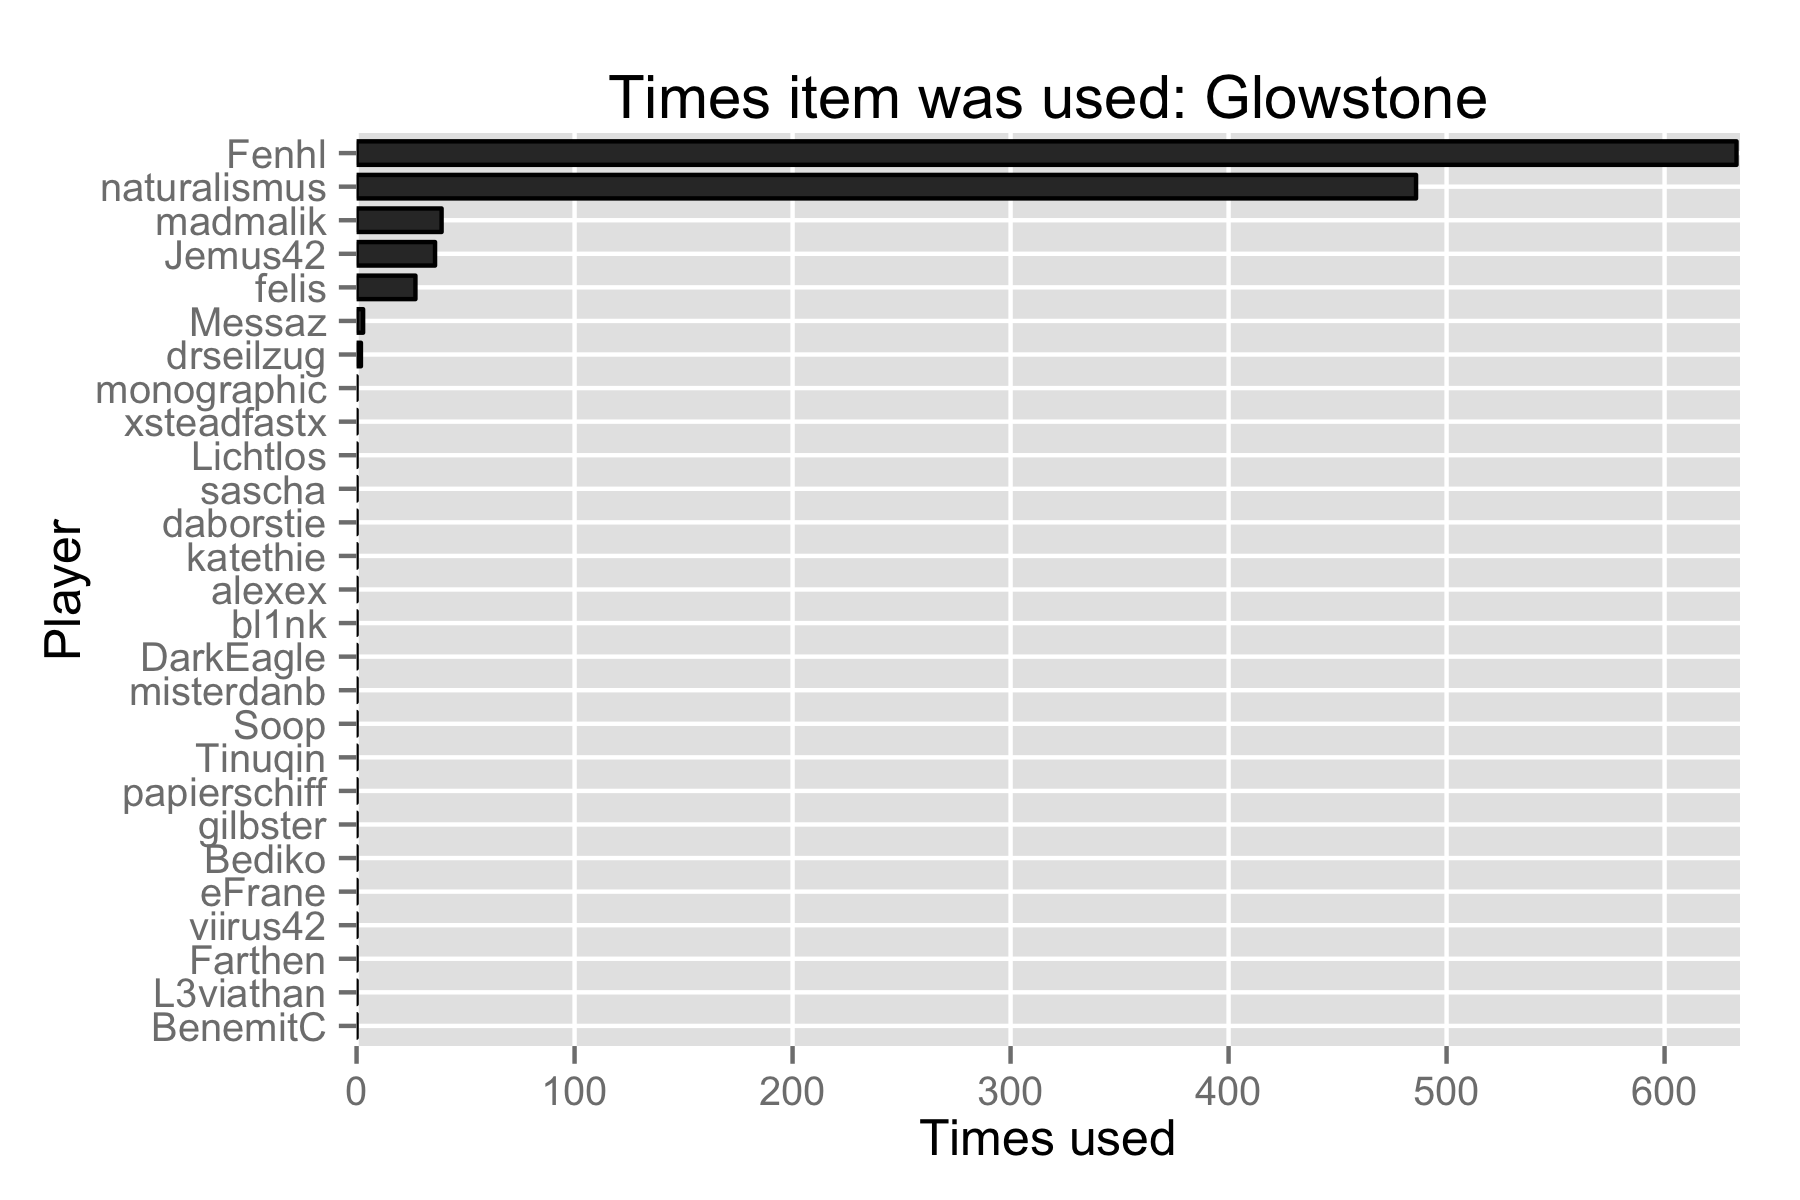 Times item was used: Glowstone
Fenhl
naturalismus
madmalik
Jemus42
felis
Messaz
drseilzug
monographic
xsteadfastx
Lichtlos
sascha
daborstie
katethie
alexex
bl1nk
DarkEagle
misterdanb
Soop
Tinuqin
papierschiff
gilbster
Bediko
eFrane
viirus42
Farthen
L3viathan
BenemitC
Player
0 100 200 300 400 500 600
Times used